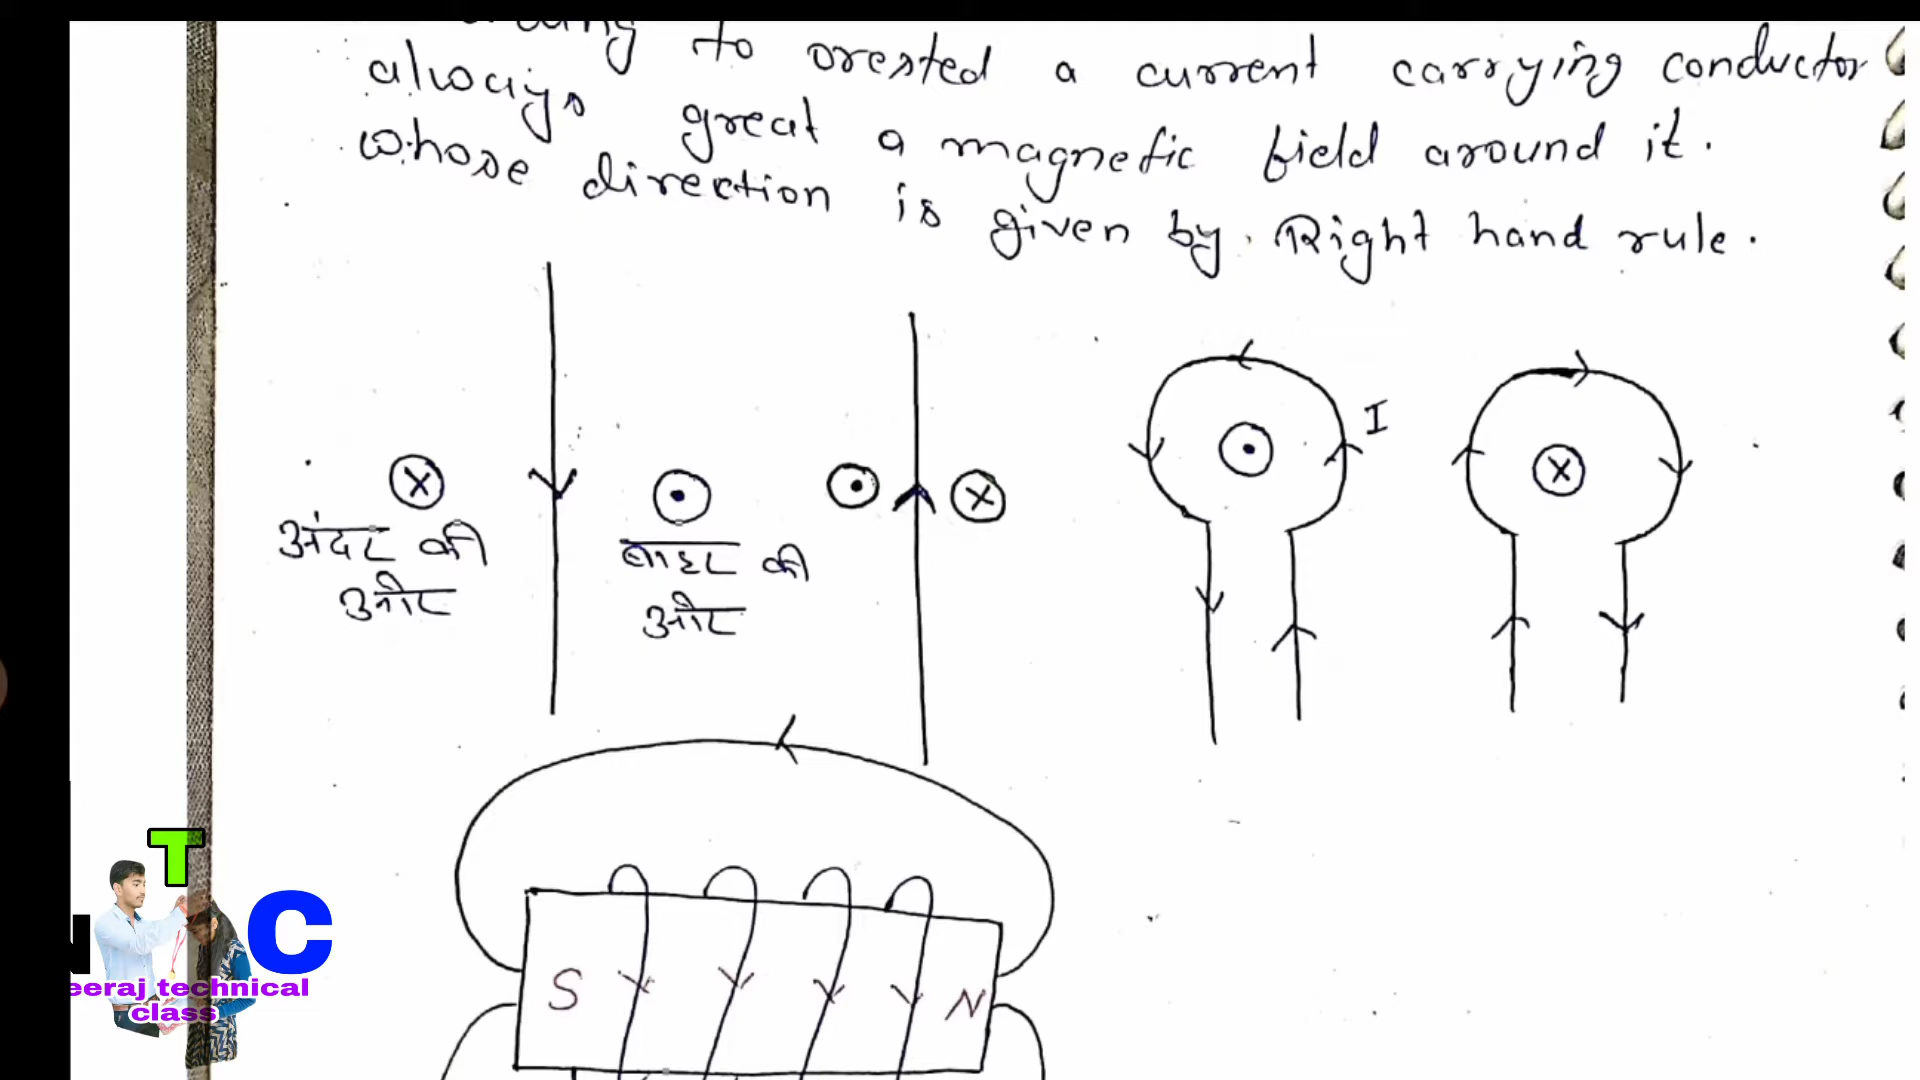 to orested a current carrying conductor
always great a magnetic field around it.
whose direction is given by. Right hand rule.
I
अंदर की
ओर
बाहर की
ओर
S N
T
C
eeraj technical
class